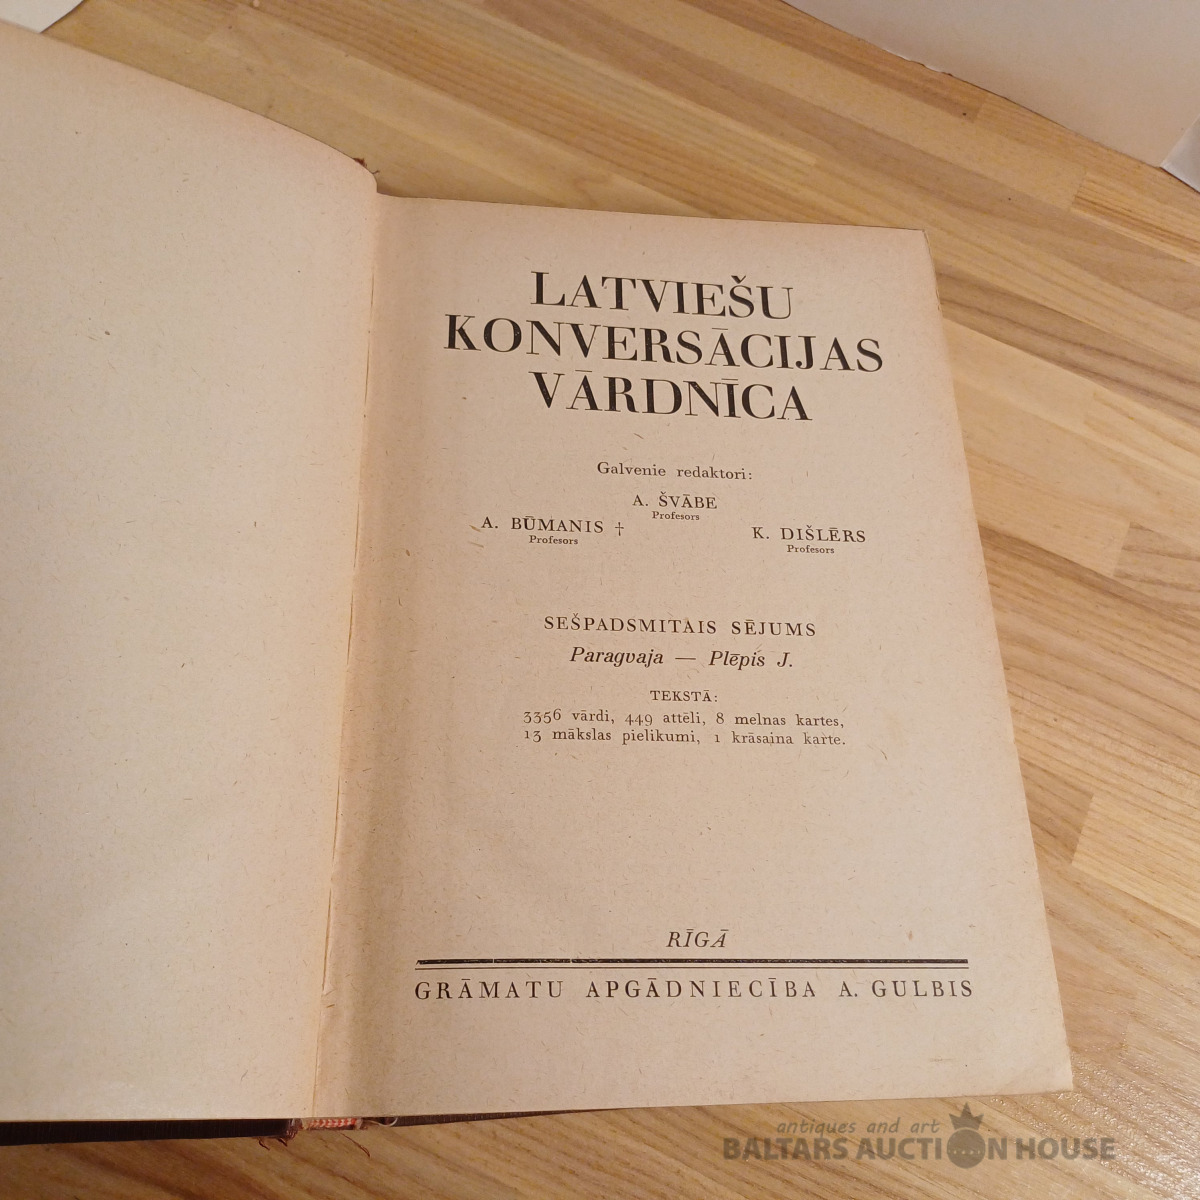 LATVIEŠU
KONVERSĀCIJAS
VĀRDNĪCA
Galvenie redaktori:
A. ŠVĀBE
Profesors
A. BŪMANIS †
Profesors
K. DIŠLĒRS
Profesors
SEŠPADSMITAIS SĒJUMS
Paragvaja — Plēpis J.
TEKSTĀ:
3356 vārdi, 449 attēli, 8 melnas kartes,
13 mākslas pielikumi, 1 krāsaina karte.
RĪGĀ
GRĀMATU APGĀDNIECĪBA A. GULBIS
antiques and art
BALTARS AUCTION HOUSE